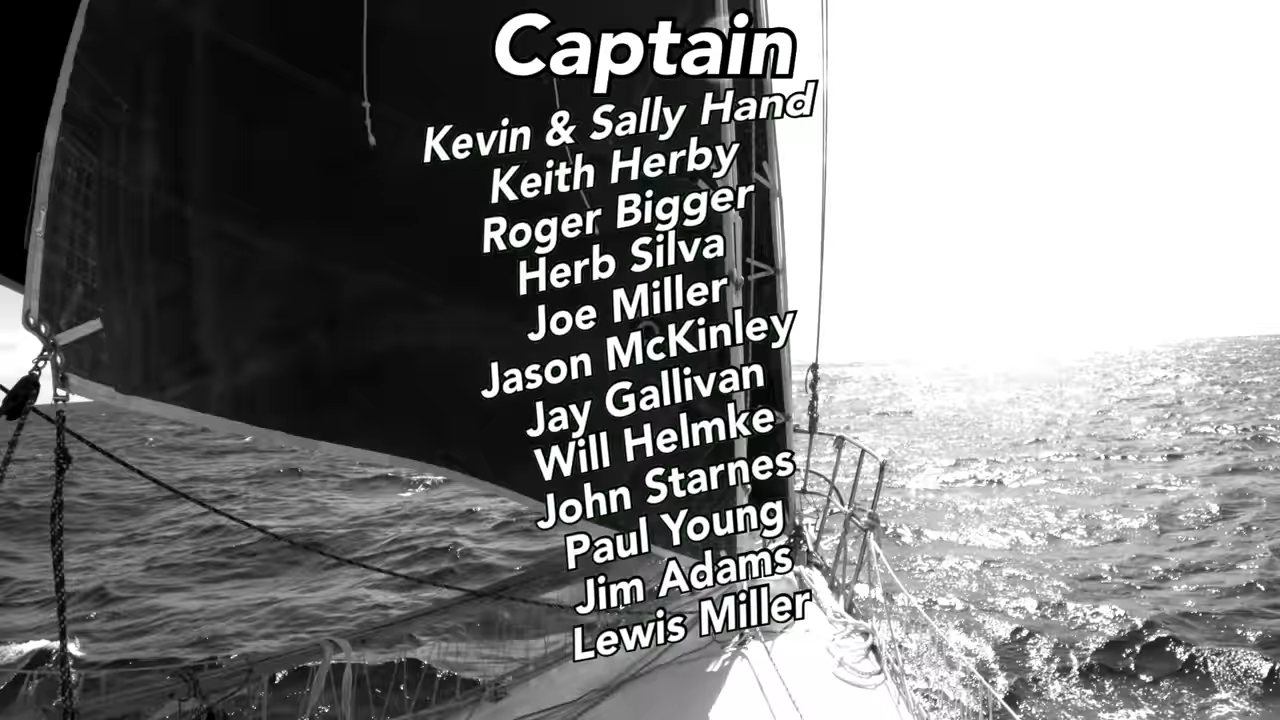 Captain
Kevin & Sally Hand
Keith Herby
Roger Bigger
Herb Silva
Joe Miller
Jason McKinley
Jay Gallivan
Will Helmke
John Starnes
Paul Young
Jim Adams
Lewis Miller